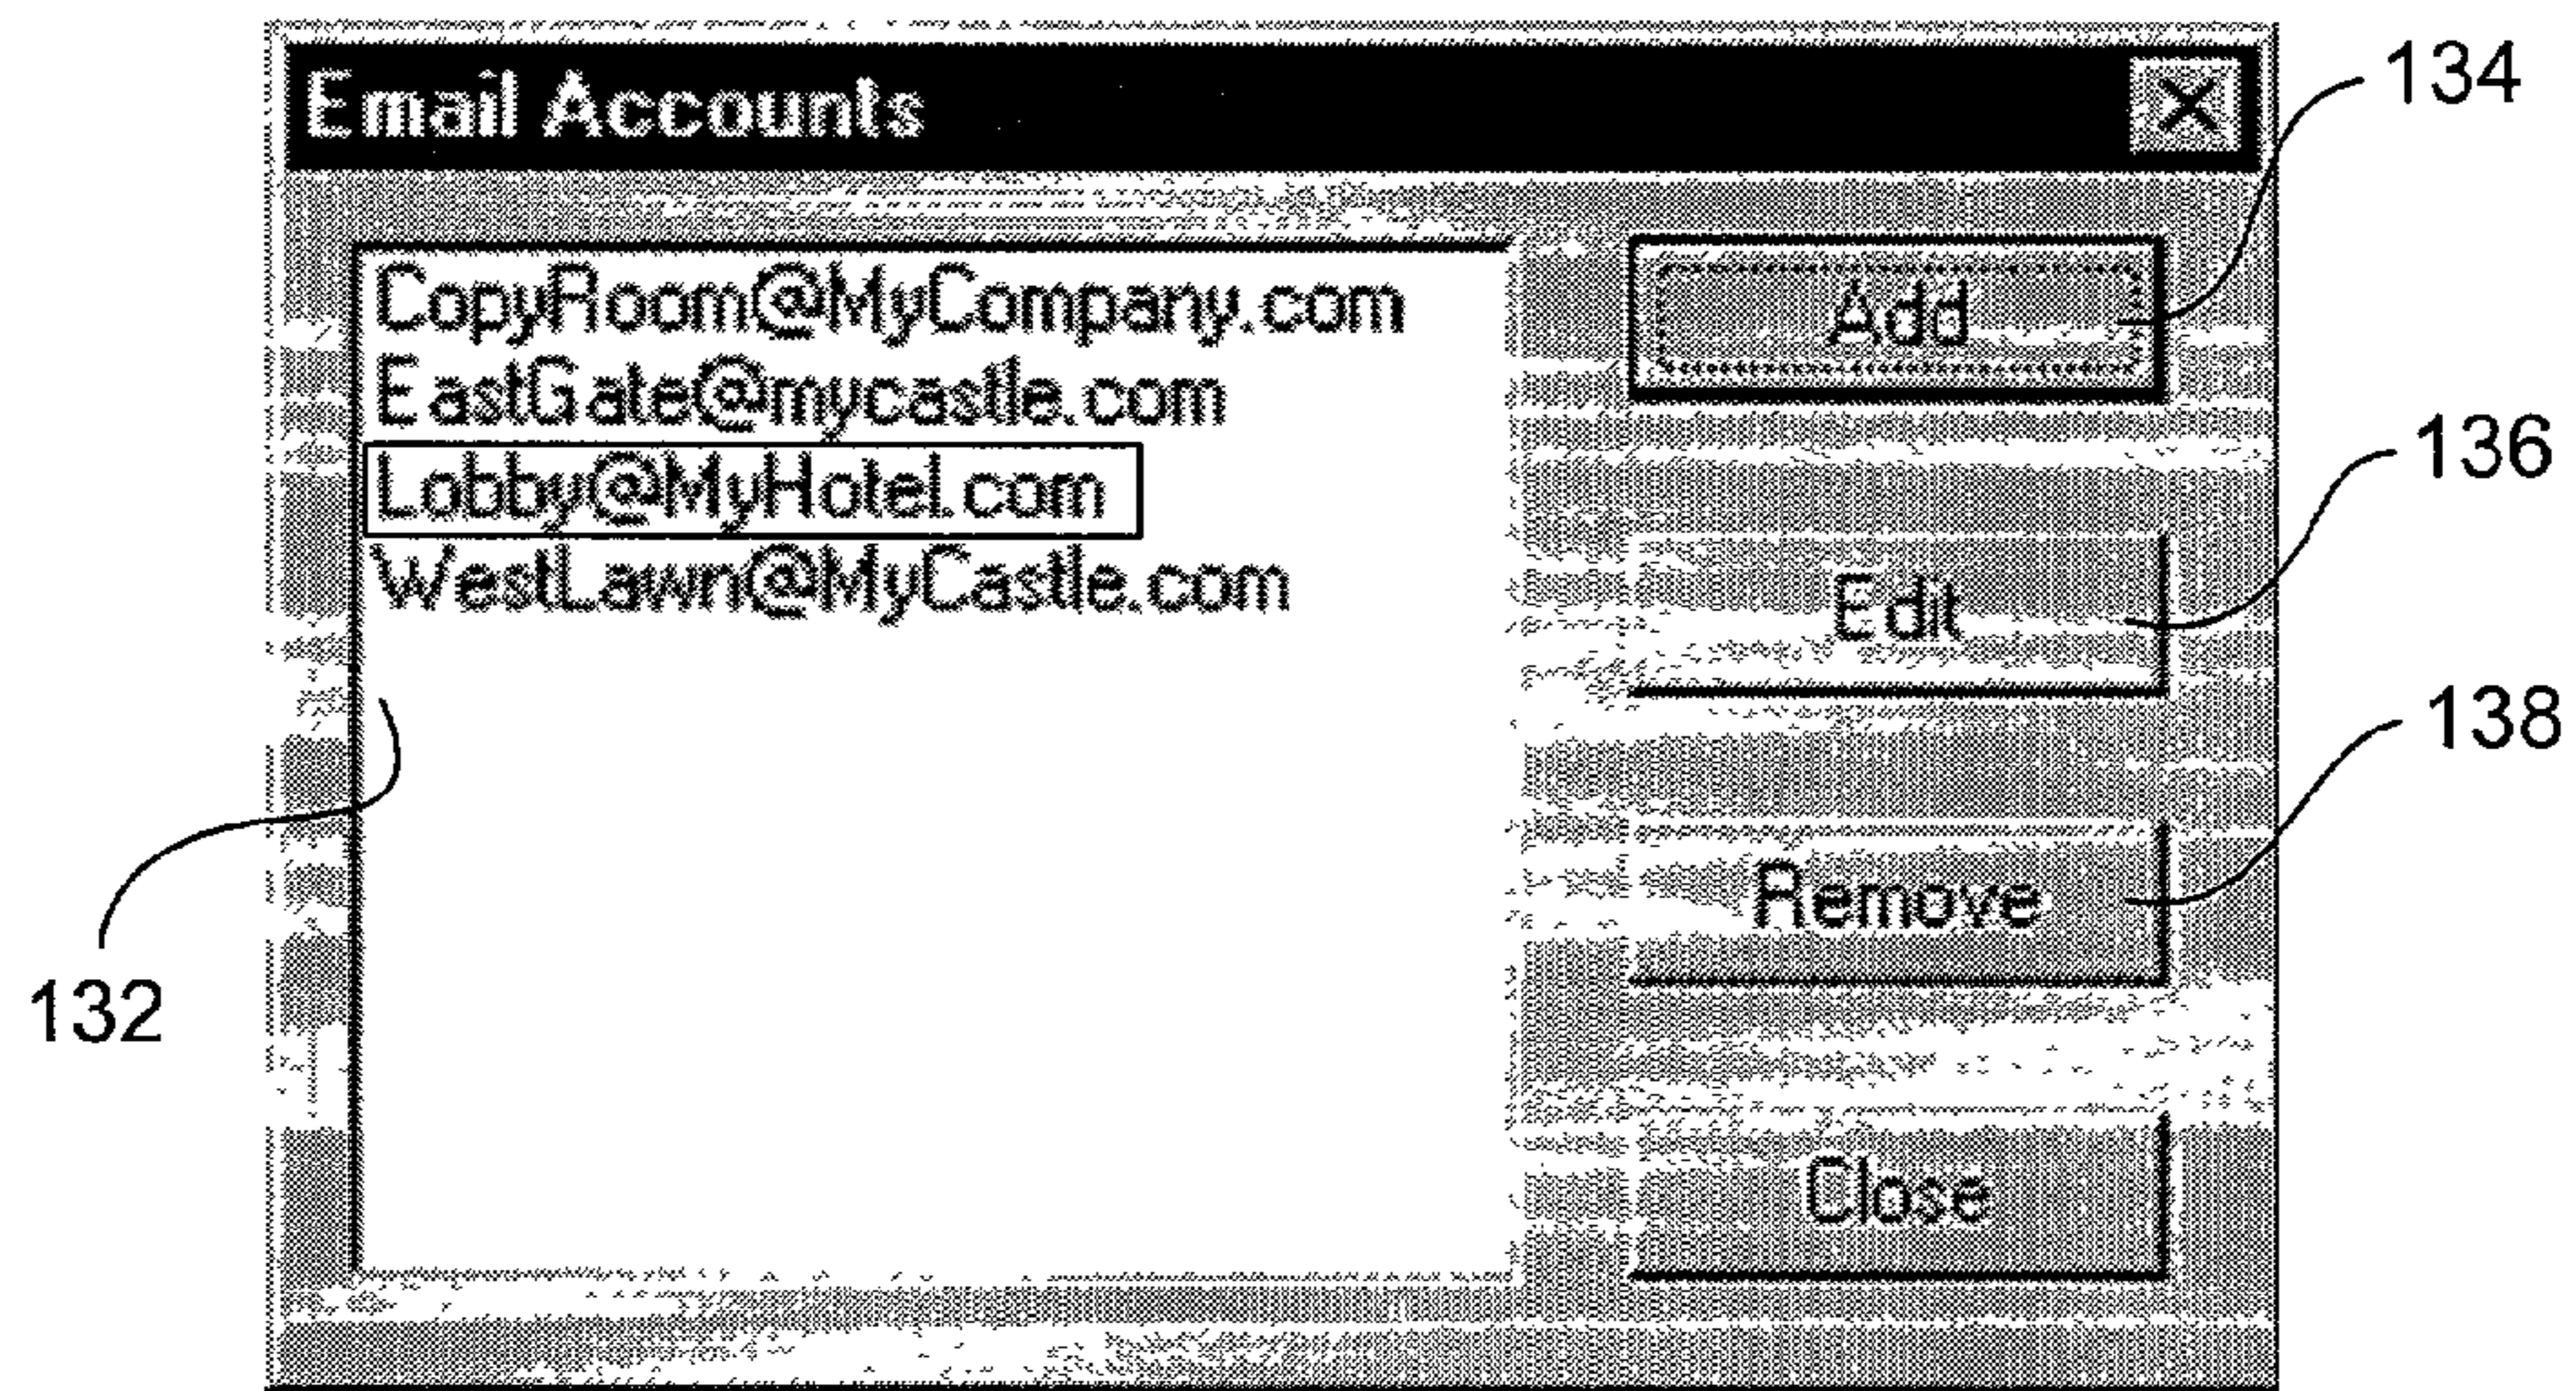 Email Accounts
134
CopyRoom@MyCompany.com
Add
EastGate@mycastle.com
136
Lobby@MyHotel.com
WestLawn@MyCastle.com
Edit
138
Remove
132
Close